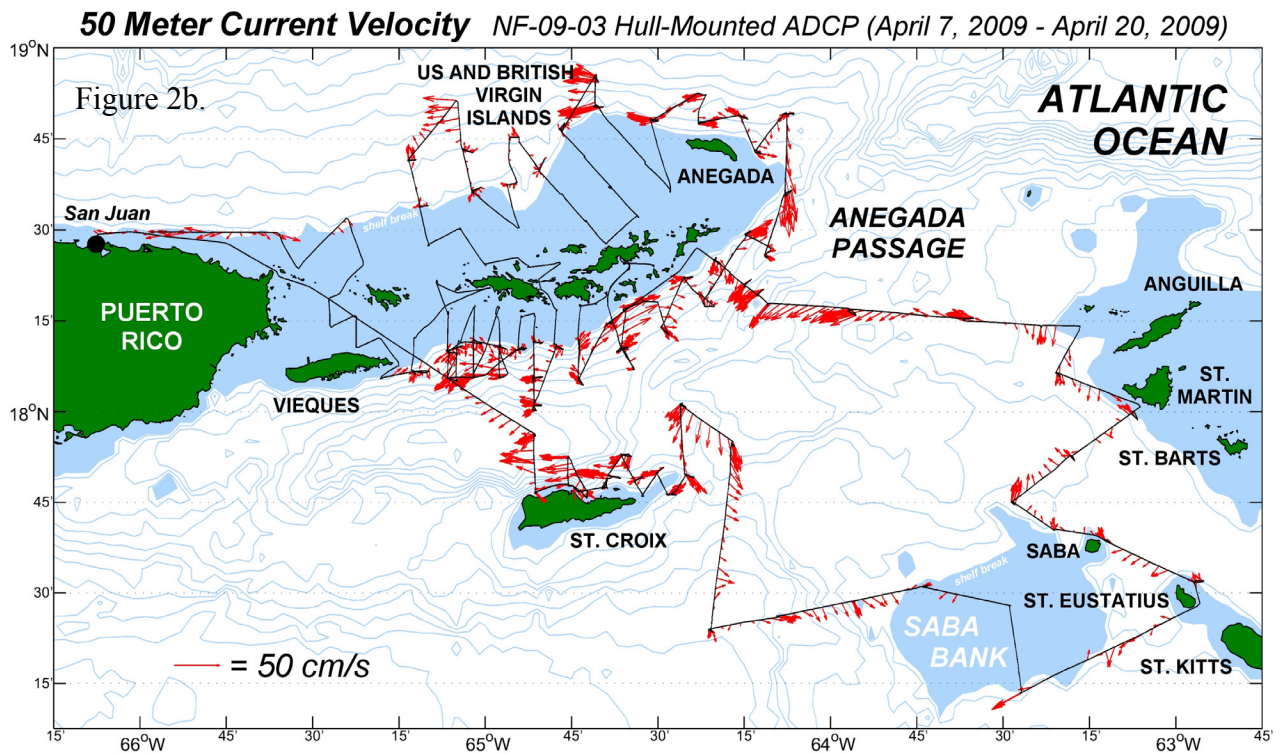 50 Meter Current Velocity NF-09-03 Hull-Mounted ADCP (April 7, 2009 - April 20, 2009)
19°N
Figure 2b.
US AND BRITISH
VIRGIN
ISLANDS
ATLANTIC
OCEAN
45'
ANEGADA
San Juan
shelf break
30'
ANEGADA
PASSAGE
ANGUILLA
PUERTO
RICO
15'
ST.
MARTIN
VIEQUES
18°N
ST. BARTS
45'
ST. CROIX
SABA
shelf break
30'
ST. EUSTATIUS
SABA
BANK
ST. KITTS
= 50 cm/s
15'
15' 66°W 45' 30' 15' 65°W 45' 30' 15' 64°W 45' 30' 15' 63°W 45'